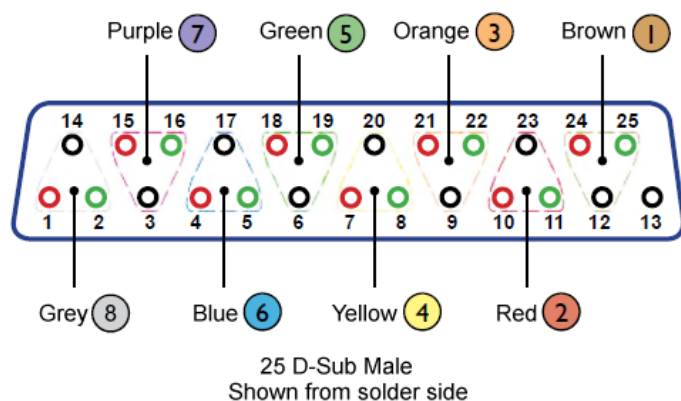 Purple 7 Green 5 Orange 3 Brown 1
14 15 16 17 18 19 20 21 22 23 24 25
1 2 3 4 5 6 7 8 9 10 11 12 13
Grey 8 Blue 6 Yellow 4 Red 2
25 D-Sub Male
Shown from solder side